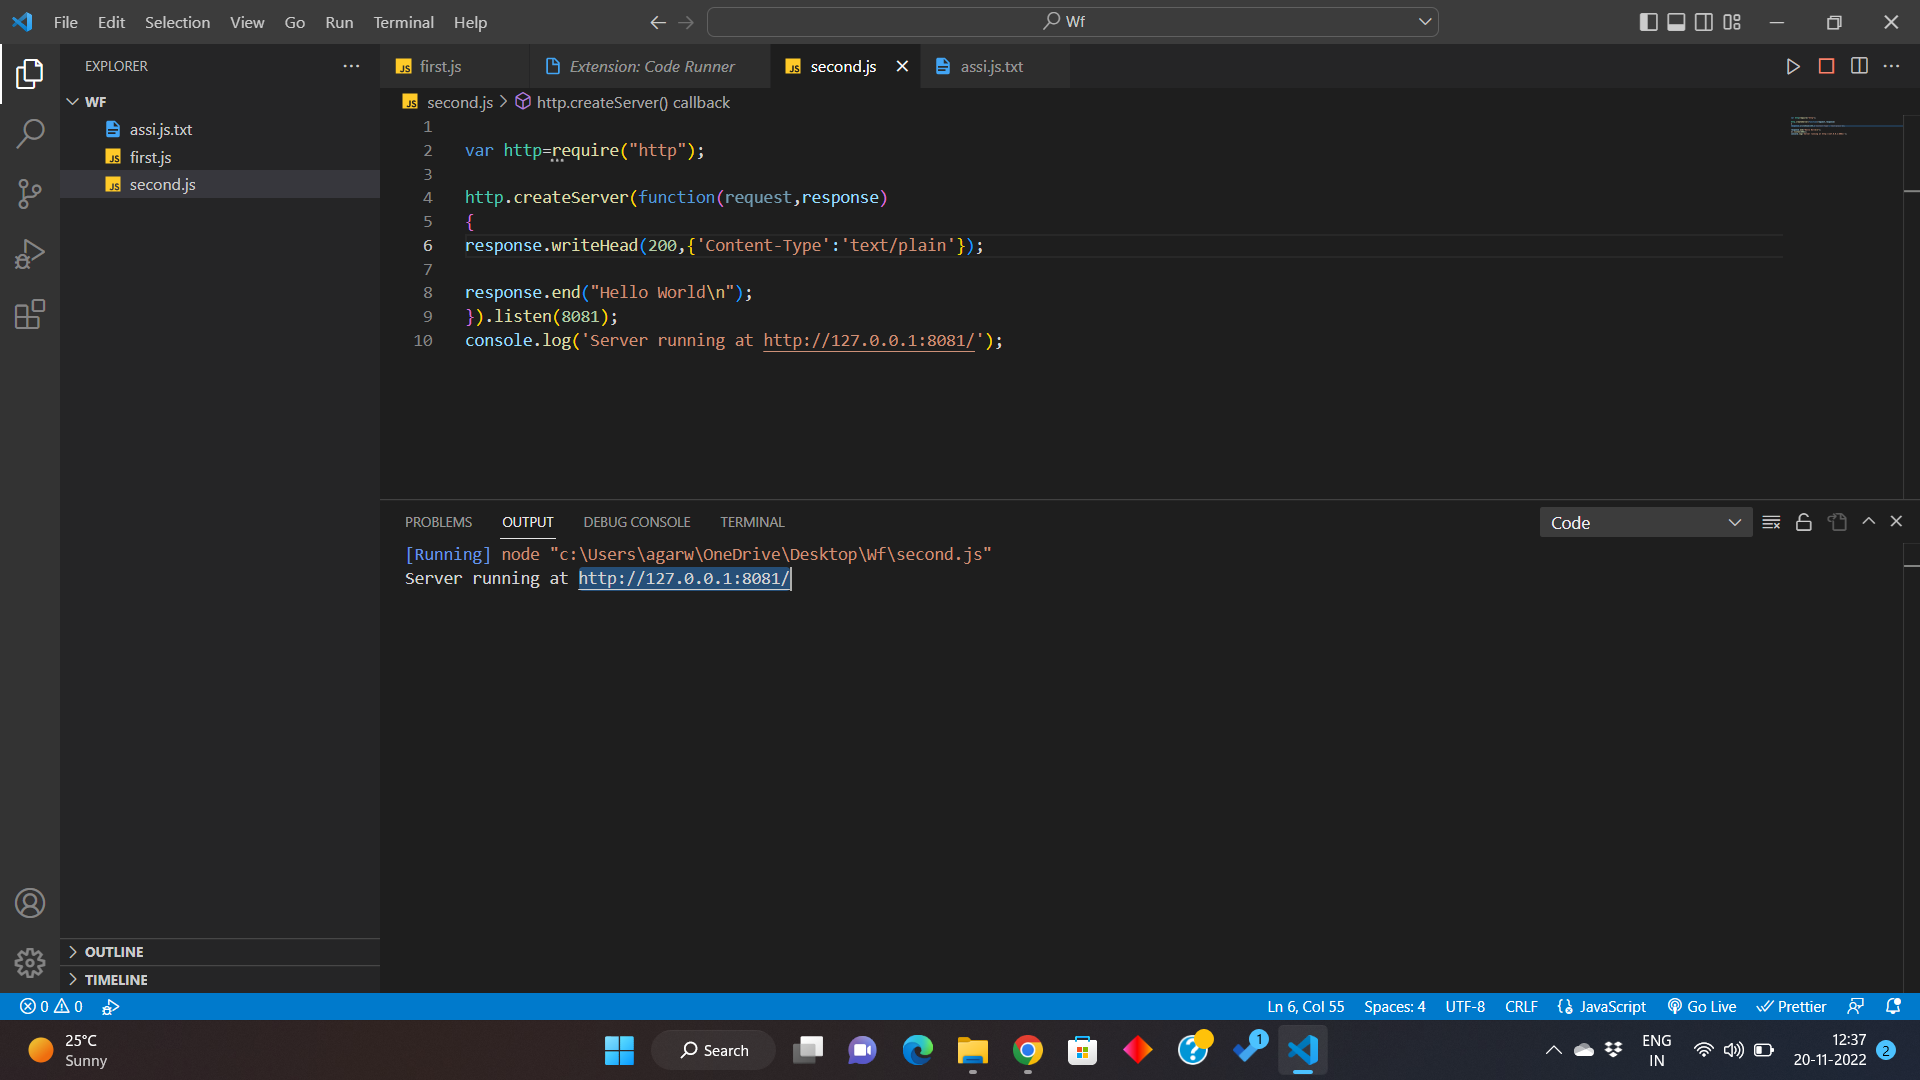 File Edit Selection View Go Run Terminal Help
Wf
EXPLORER
WF
assi.js.txt
first.js
second.js
OUTLINE
TIMELINE
first.js
Extension: Code Runner
second.js
assi.js.txt
second.js > http.createServer() callback
1
2 var http=require("http");
3
4 http.createServer(function(request,response)
5 {
6 response.writeHead(200,{'Content-Type':'text/plain'});
7
8 response.end("Hello World\n");
9 }).listen(8081);
10 console.log('Server running at http://127.0.0.1:8081/');
PROBLEMS OUTPUT DEBUG CONSOLE TERMINAL
Code
[Running] node "c:\Users\agarw\OneDrive\Desktop\Wf\second.js"
Server running at http://127.0.0.1:8081/
0 0
Ln 6, Col 55 Spaces: 4 UTF-8 CRLF {} JavaScript Go Live Prettier
25°C
Sunny
Search
1
ENG
IN
12:37
20-11-2022
2